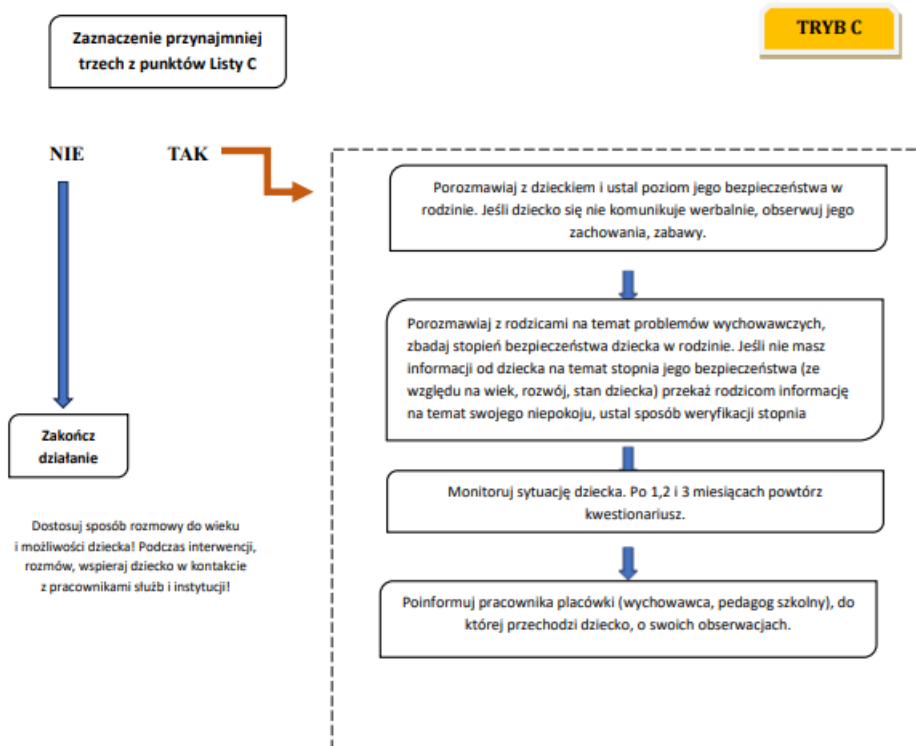 TRYB C
Zaznaczenie przynajmniej
trzech z punktów Listy C
NIE
TAK
Porozmawiaj z dzieckiem i ustal poziom jego bezpieczeństwa w
rodzinie. Jeśli dziecko się nie komunikuje werbalnie, obserwuj jego
zachowania, zabawy.
Porozmawiaj z rodzicami na temat problemów wychowawczych,
zbadaj stopień bezpieczeństwa dziecka w rodzinie. Jeśli nie masz
informacji od dziecka na temat stopnia jego bezpieczeństwa (ze
względu na wiek, rozwój, stan dziecka) przekaż rodzicom informację
na temat swojego niepokoju, ustal sposób weryfikacji stopnia
Zakończ
działanie
Monitoruj sytuację dziecka. Po 1,2 i 3 miesiącach powtórz
kwestionariusz.
Dostosuj sposób rozmowy do wieku
i możliwości dziecka! Podczas interwencji,
rozmów, wspieraj dziecko w kontakcie
z pracownikami służb i instytucji!
Poinformuj pracownika placówki (wychowawca, pedagog szkolny), do
której przechodzi dziecko, o swoich obserwacjach.